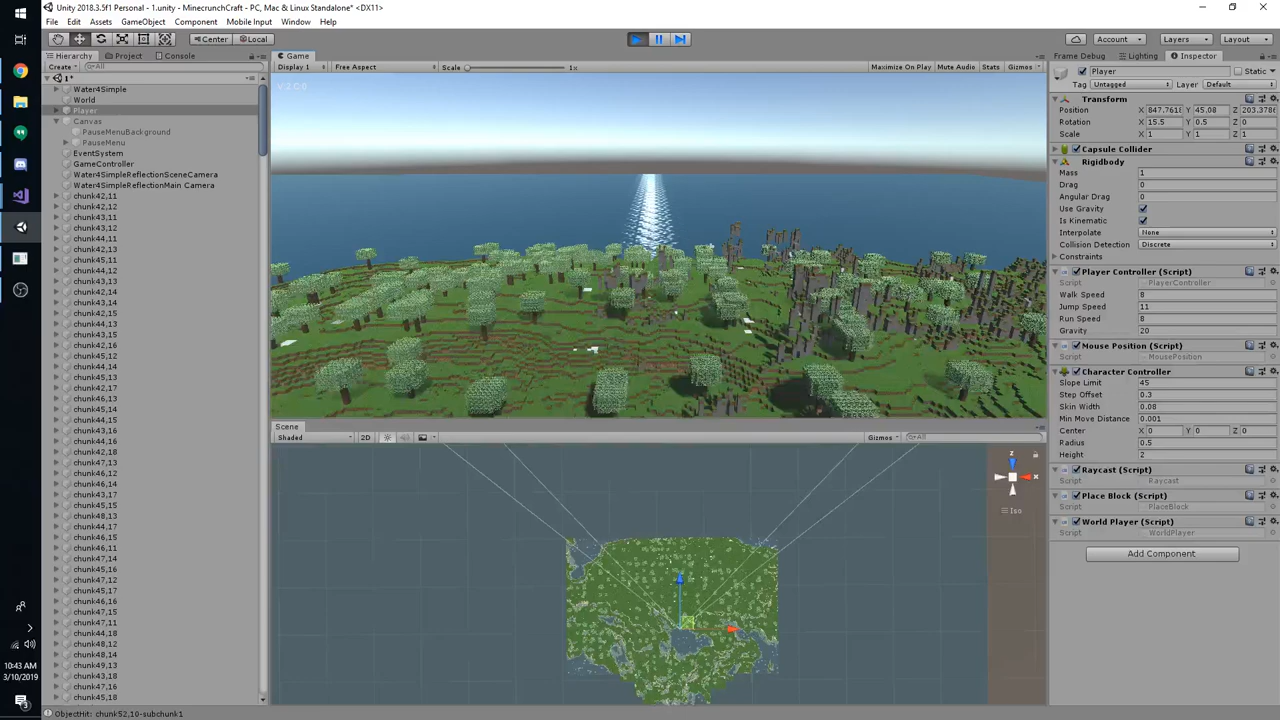 Unity 2018.3.5f1 Personal - 1.unity - MinecrunchCraft - PC, Mac & Linux Standalone* <DX11>
File Edit Assets GameObject Component Mobile Input Window Help
Center Local
Account Layers Layout
Hierarchy Project Console
Create All
1*
Water4Simple
World
Player
Canvas
PauseMenuBackground
PauseMenu
EventSystem
GameController
Water4SimpleReflectionSceneCamera
Water4SimpleReflectionMain Camera
chunk42,11
chunk42,12
chunk43,11
chunk43,12
chunk44,11
chunk42,13
chunk45,11
chunk44,12
chunk43,13
chunk42,14
chunk43,14
chunk42,15
chunk44,13
chunk43,15
chunk42,16
chunk45,12
chunk43,16
chunk45,13
chunk42,17
chunk46,13
chunk45,14
chunk44,15
chunk44,16
chunk42,18
chunk47,13
chunk46,12
chunk46,14
chunk43,17
chunk45,15
chunk48,13
chunk44,17
chunk46,15
chunk46,11
chunk47,14
chunk45,16
chunk47,12
chunk45,17
chunk46,16
chunk47,15
chunk47,11
chunk44,18
chunk48,12
chunk48,14
chunk49,13
chunk43,18
chunk47,16
chunk45,18
Game
Display 1 Free Aspect Scale 1x Maximize On Play Mute Audio Stats Gizmos
Scene
Shaded 2D Gizmos All
z
x
Iso
Frame Debug Lighting Inspector
Player Static
Tag Untagged Layer Default
Transform
Position X 847.7618 Y 45.08 Z 203.3786
Rotation X 15.5 Y 0.5 Z 0
Scale X 1 Y 1 Z 1
Capsule Collider
Rigidbody
Mass 1
Drag 0
Angular Drag 0
Use Gravity
Is Kinematic
Interpolate None
Collision Detection Discrete
Constraints
Player Controller (Script)
Script PlayerController
Walk Speed 8
Jump Speed 11
Run Speed 8
Gravity 20
Mouse Position (Script)
Script MousePosition
Character Controller
Slope Limit 45
Step Offset 0.3
Skin Width 0.08
Min Move Distance 0.001
Center X 0 Y 0 Z 0
Radius 0.5
Height 2
Raycast (Script)
Script Raycast
Place Block (Script)
Script PlaceBlock
World Player (Script)
Script WorldPlayer
Add Component
10:43 AM
3/10/2019
ObjectHit: chunk52,10-subchunk1